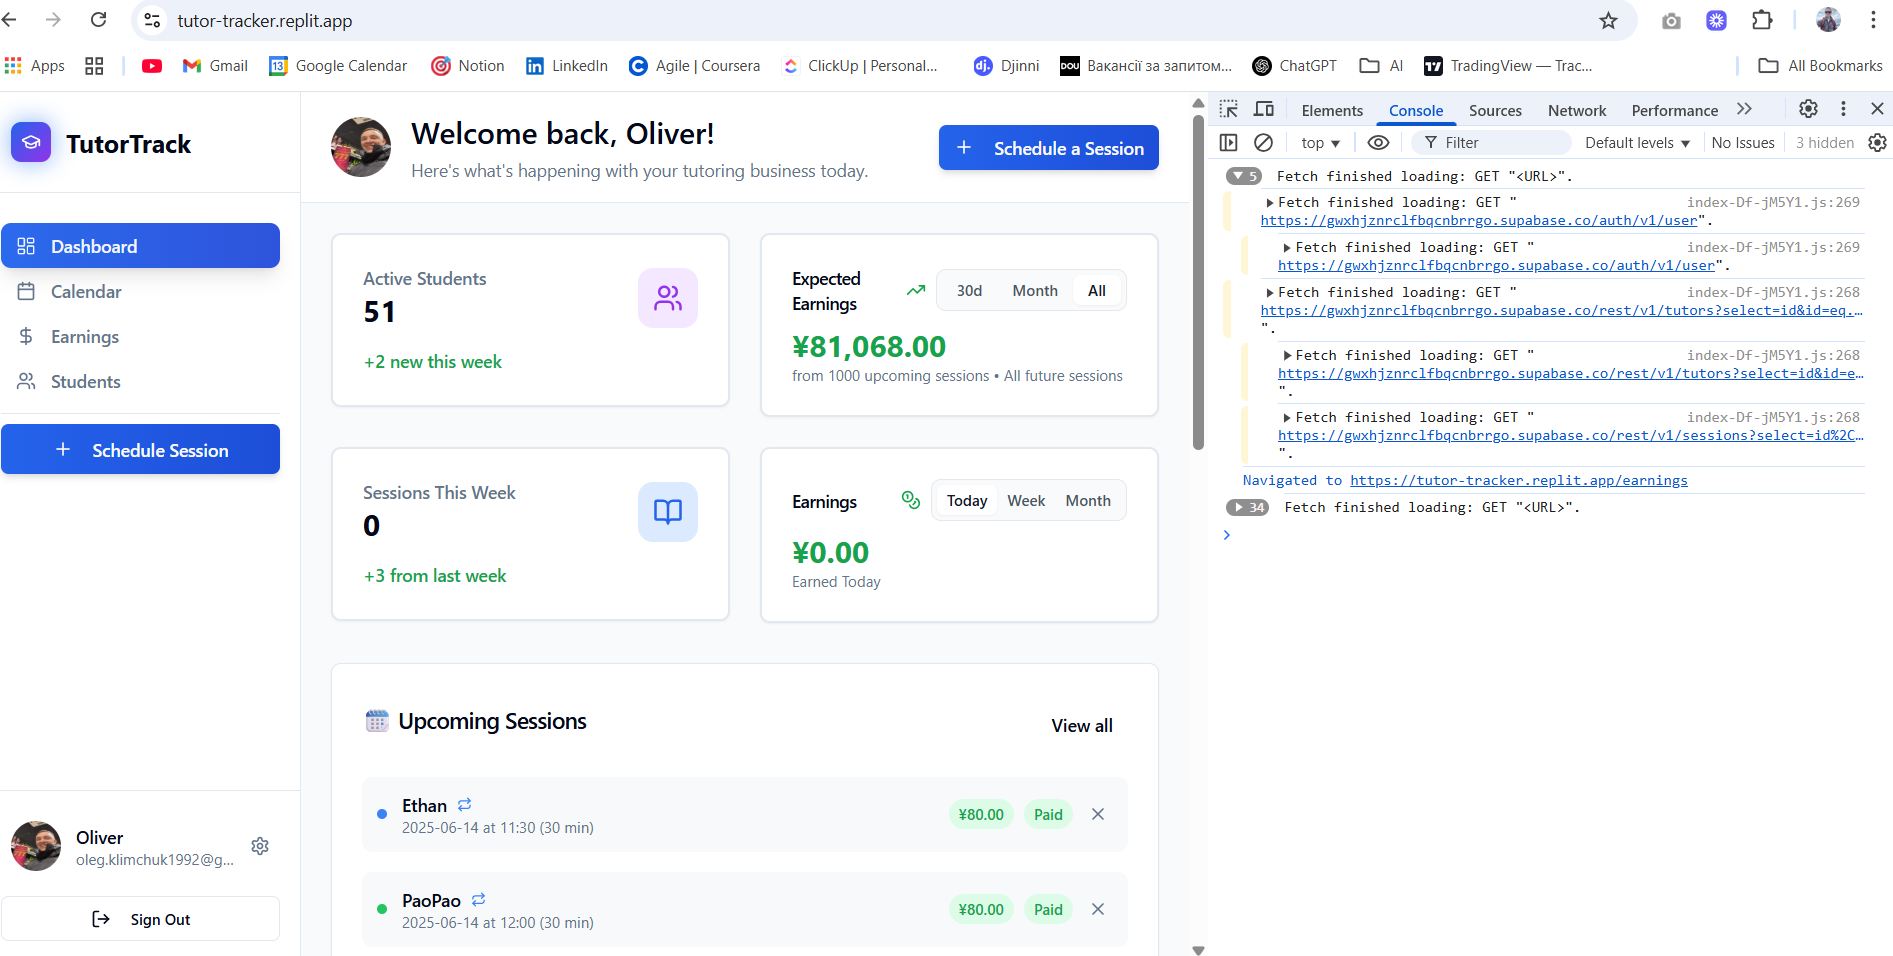 tutor-tracker.replit.app
Apps
Gmail
13 Google Calendar
Notion
LinkedIn
Agile | Coursera
ClickUp | Personal...
dj. Djinni
DOU Вакансії за запитом...
ChatGPT
AI
TradingView — Trac...
All Bookmarks
TutorTrack
Dashboard
Calendar
Earnings
Students
+ Schedule Session
Oliver
oleg.klimchuk1992@g...
Sign Out
Welcome back, Oliver!
Here's what's happening with your tutoring business today.
+ Schedule a Session
Active Students
51
+2 new this week
Expected
Earnings
30d Month All
¥81,068.00
from 1000 upcoming sessions • All future sessions
Sessions This Week
0
+3 from last week
Earnings
Today Week Month
¥0.00
Earned Today
Upcoming Sessions
View all
Ethan
2025-06-14 at 11:30 (30 min)
¥80.00 Paid
PaoPao
2025-06-14 at 12:00 (30 min)
¥80.00 Paid
Elements Console Sources Network Performance
top Filter Default levels No Issues 3 hidden
5 Fetch finished loading: GET "<URL>".
Fetch finished loading: GET " index-Df-jM5Y1.js:269
https://gwxhjznrclfbqcnbrrgo.supabase.co/auth/v1/user".
Fetch finished loading: GET " index-Df-jM5Y1.js:269
https://gwxhjznrclfbqcnbrrgo.supabase.co/auth/v1/user".
Fetch finished loading: GET " index-Df-jM5Y1.js:268
https://gwxhjznrclfbqcnbrrgo.supabase.co/rest/v1/tutors?select=id&id=eq.…
".
Fetch finished loading: GET " index-Df-jM5Y1.js:268
https://gwxhjznrclfbqcnbrrgo.supabase.co/rest/v1/tutors?select=id&id=e…
".
Fetch finished loading: GET " index-Df-jM5Y1.js:268
https://gwxhjznrclfbqcnbrrgo.supabase.co/rest/v1/sessions?select=id%2C…
".
Navigated to https://tutor-tracker.replit.app/earnings
34 Fetch finished loading: GET "<URL>".